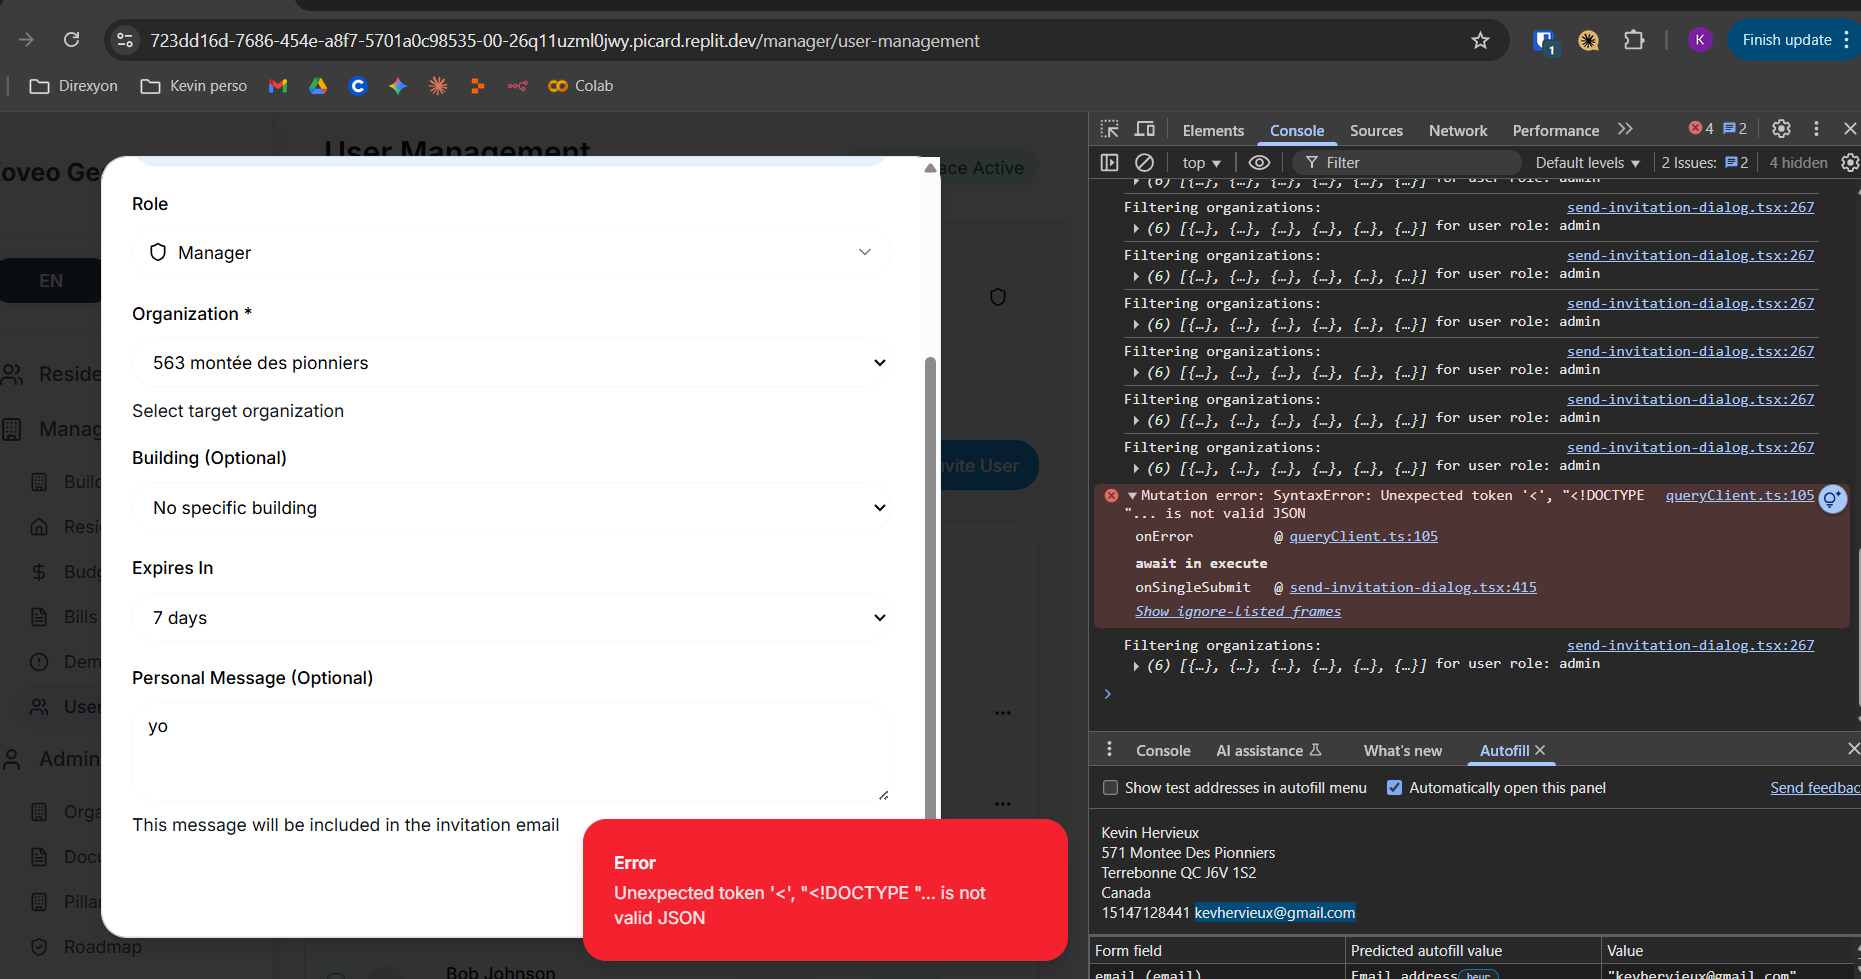 723dd16d-7686-454e-a8f7-5701a0c98535-00-26q11uzml0jwy.picard.replit.dev/manager/user-management
1
K
Finish update
Direxyon
Kevin perso
Colab
User Management
ace Active
EN
Reside
Manag
Build
Resi
Budg
Bills
Dem
User
Admin
Orga
Docu
Pillar
Roadmap
vite User
Bob Johnson
Role
Manager
Organization *
563 montée des pionniers
Select target organization
Building (Optional)
No specific building
Expires In
7 days
Personal Message (Optional)
yo
This message will be included in the invitation email
Error
Unexpected token '<', "<!DOCTYPE "... is not
valid JSON
Elements
Console
Sources
Network
Performance
4
2
top
Filter
Default levels
2 Issues:
2
4 hidden
(6) [{…}, {…}, {…}, {…}, {…}, {…}] for user role: admin
Filtering organizations: send-invitation-dialog.tsx:267
(6) [{…}, {…}, {…}, {…}, {…}, {…}] for user role: admin
Filtering organizations: send-invitation-dialog.tsx:267
(6) [{…}, {…}, {…}, {…}, {…}, {…}] for user role: admin
Filtering organizations: send-invitation-dialog.tsx:267
(6) [{…}, {…}, {…}, {…}, {…}, {…}] for user role: admin
Filtering organizations: send-invitation-dialog.tsx:267
(6) [{…}, {…}, {…}, {…}, {…}, {…}] for user role: admin
Filtering organizations: send-invitation-dialog.tsx:267
(6) [{…}, {…}, {…}, {…}, {…}, {…}] for user role: admin
Filtering organizations: send-invitation-dialog.tsx:267
(6) [{…}, {…}, {…}, {…}, {…}, {…}] for user role: admin
Mutation error: SyntaxError: Unexpected token '<', "<!DOCTYPE queryClient.ts:105
"... is not valid JSON
onError @ queryClient.ts:105
await in execute
onSingleSubmit @ send-invitation-dialog.tsx:415
Show ignore-listed frames
Filtering organizations: send-invitation-dialog.tsx:267
(6) [{…}, {…}, {…}, {…}, {…}, {…}] for user role: admin
Console
AI assistance
What's new
Autofill
Show test addresses in autofill menu
Automatically open this panel
Send feedbac
Kevin Hervieux
571 Montee Des Pionniers
Terrebonne QC J6V 1S2
Canada
15147128441 kevhervieux@gmail.com
Form field
Predicted autofill value
Value
email (email)
Email address heur
"kevhervieux@gmail.com"